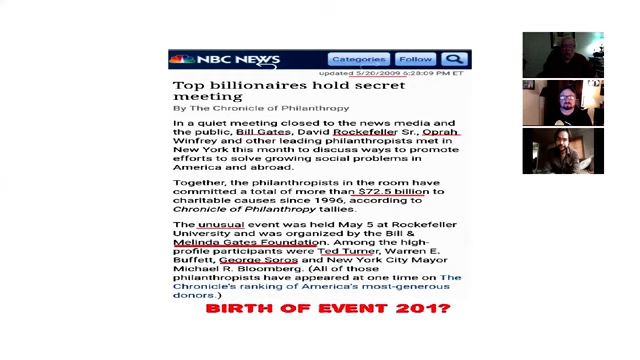 NBC NEWS
Categories
Follow
updated 5/20/2009 6:28:09 PM ET
Top billionaires hold secret
meeting
By The Chronicle of Philanthropy
In a quiet meeting closed to the news media and
the public, Bill Gates, David Rockefeller Sr., Oprah
Winfrey and other leading philanthropists met in
New York this month to discuss ways to promote
efforts to solve growing social problems in
America and abroad.
Together, the philanthropists in the room have
committed a total of more than $72.5 billion to
charitable causes since 1996, according to
Chronicle of Philanthropy tallies.
The unusual event was held May 5 at Rockefeller
University and was organized by the Bill &
Melinda Gates Foundation. Among the high-
profile participants were Ted Turner, Warren E.
Buffett, George Soros and New York City Mayor
Michael R. Bloomberg. (All of those
philanthropists have appeared at one time on The
Chronicle's ranking of America's most-generous
donors.)
BIRTH OF EVENT 201?